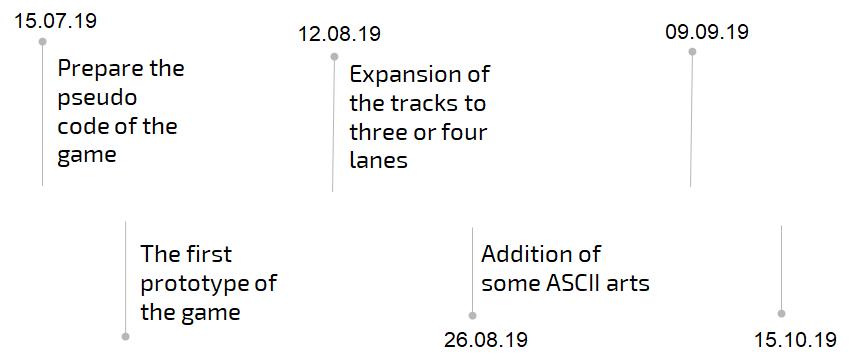 15.07.19
Prepare the
pseudo
code of the
game
12.08.19
Expansion of
the tracks to
three or four
lanes
09.09.19
The first
prototype of
the game
Addition of
some ASCII arts
26.08.19
15.10.19